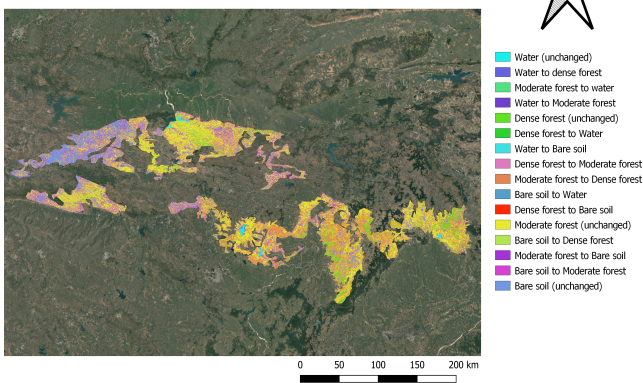 Water (unchanged)
Water to dense forest
Moderate forest to water
Water to Moderate forest
Dense forest (unchanged)
Dense forest to Water
Water to Bare soil
Dense forest to Moderate forest
Moderate forest to Dense forest
Bare soil to Water
Dense forest to Bare soil
Moderate forest (unchanged)
Bare soil to Dense forest
Moderate forest to Bare soil
Bare soil to Moderate forest
Bare soil (unchanged)
0 50 100 150 200 km